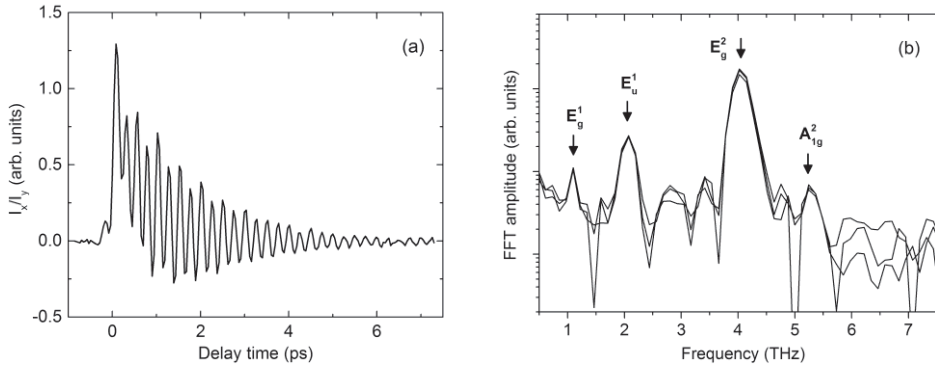 (a)
I_x/I_y (arb. units)
1.5
1.0
0.5
0.0
-0.5
0 2 4 6
Delay time (ps)
(b)
FFT amplitude (arb. units)
E_g^1
E_u^1
E_g^2
A_{1g}^2
1 2 3 4 5 6 7
Frequency (THz)